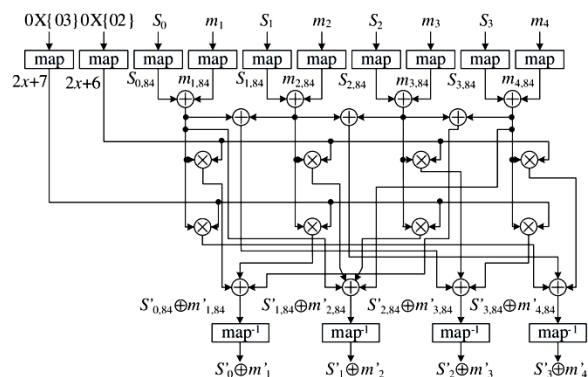 0X{03} 0X{02} S₀ m₁ S₁ m₂ S₂ m₃ S₃ m₄
map map map map map map map map map map
2x+7 2x+6 S₀,₈₄ m₁,₈₄ S₁,₈₄ m₂,₈₄ S₂,₈₄ m₃,₈₄ S₃,₈₄ m₄,₈₄
S'₀,₈₄⊕m'₁,₈₄ S'₁,₈₄⊕m'₂,₈₄ S'₂,₈₄⊕m'₃,₈₄ S'₃,₈₄⊕m'₄,₈₄
map⁻¹ map⁻¹ map⁻¹ map⁻¹
S'₀⊕m'₁ S'₁⊕m'₂ S'₂⊕m'₃ S'₃⊕m'₄